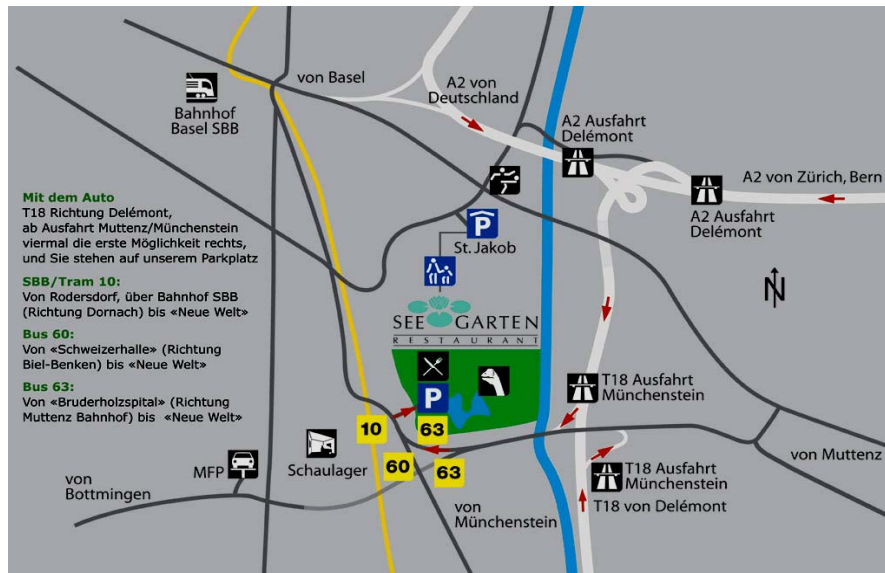 von Basel
A2 von
Deutschland
Bahnhof
Basel SBB
A2 Ausfahrt
Delémont
A2 von Zürich, Bern
A2 Ausfahrt
Delémont
Mit dem Auto
T18 Richtung Delémont,
ab Ausfahrt Muttenz/Münchenstein
viermal die erste Möglichkeit rechts,
und Sie stehen auf unserem Parkplatz
SBB/Tram 10:
Von Rodersdorf, über Bahnhof SBB
(Richtung Dornach) bis «Neue Welt»
Bus 60:
Von «Schweizerhalle» (Richtung
Biel-Benken) bis «Neue Welt»
Bus 63:
Von «Bruderholzspital» (Richtung
Muttenz Bahnhof) bis «Neue Welt»
P
St. Jakob
N
SEE GARTEN
RESTAURANT
P
T18 Ausfahrt
Münchenstein
10
63
60
63
Schaulager
MFP
von
Bottmingen
von
Münchenstein
von Muttenz
T18 Ausfahrt
Münchenstein
T18 von Delémont